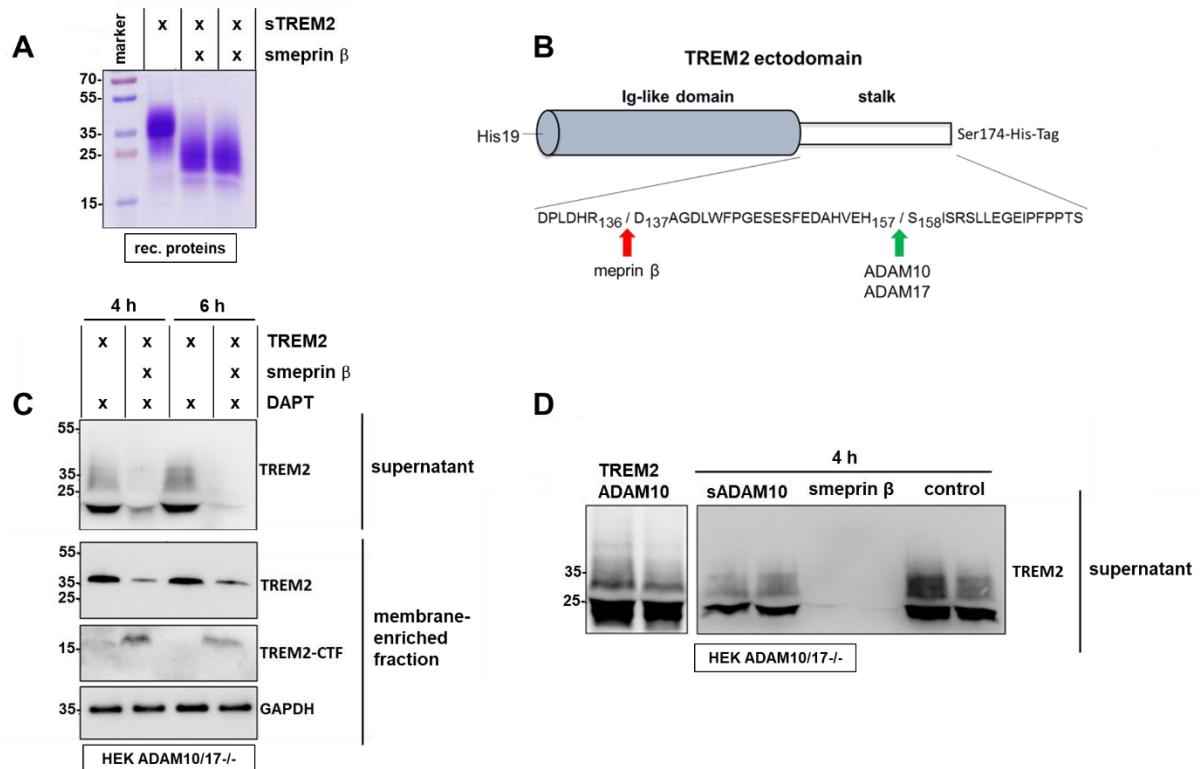 A
marker
x x x sTREM2
x x smeprin β
70-
55-
35-
25-
15-
rec. proteins
B
TREM2 ectodomain
Ig-like domain
stalk
His19
Ser174-His-Tag
DPLDHR136 / D137AGDLWFPGESESFEDAHVEH157 / S158ISRSLLEGEIPFPPTS
meprin β
ADAM10
ADAM17
C
4 h 6 h
x x x x TREM2
x x smeprin β
x x x x DAPT
55-
35-
25-
TREM2
supernatant
55-
35-
25-
TREM2
15-
TREM2-CTF
membrane-
enriched
fraction
35-
GAPDH
HEK ADAM10/17-/-
D
TREM2
ADAM10
4 h
sADAM10 smeprin β control
35-
25-
TREM2
supernatant
HEK ADAM10/17-/-